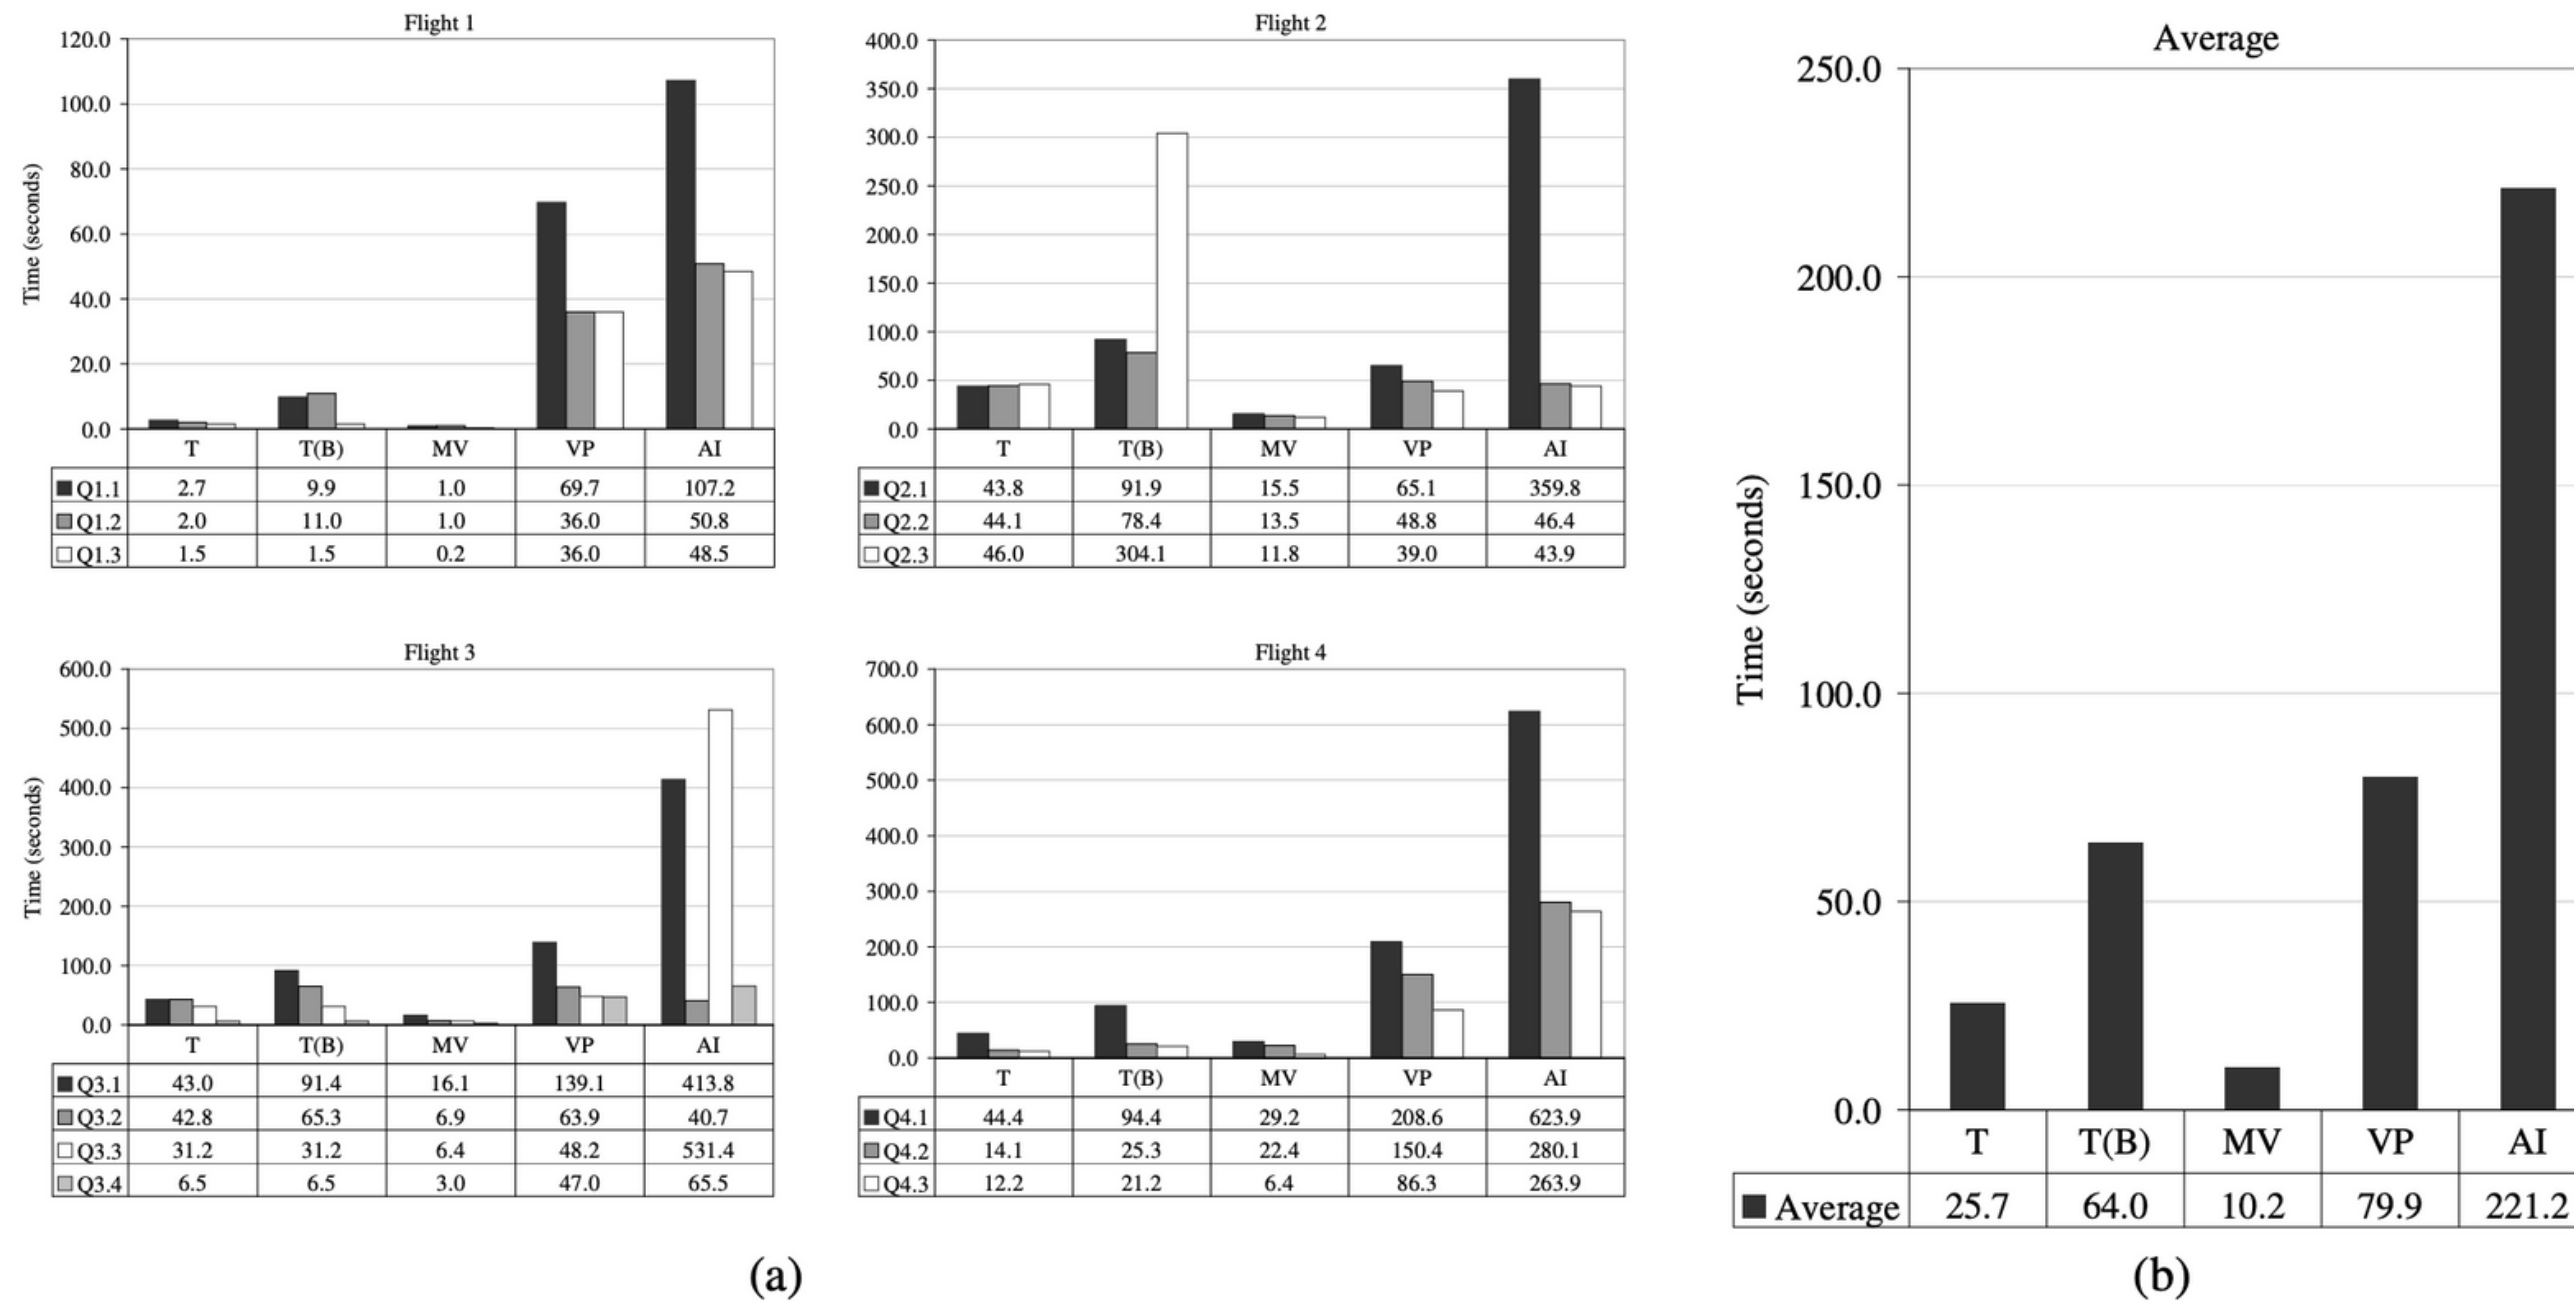 Flight 1
Time (seconds)
120.0
100.0
80.0
60.0
40.0
20.0
0.0
T T(B) MV VP AI
Q1.1 2.7 9.9 1.0 69.7 107.2
Q1.2 2.0 11.0 1.0 36.0 50.8
Q1.3 1.5 1.5 0.2 36.0 48.5
Flight 2
400.0
350.0
300.0
250.0
200.0
150.0
100.0
50.0
0.0
T T(B) MV VP AI
Q2.1 43.8 91.9 15.5 65.1 359.8
Q2.2 44.1 78.4 13.5 48.8 46.4
Q2.3 46.0 304.1 11.8 39.0 43.9
Flight 3
Time (seconds)
600.0
500.0
400.0
300.0
200.0
100.0
0.0
T T(B) MV VP AI
Q3.1 43.0 91.4 16.1 139.1 413.8
Q3.2 42.8 65.3 6.9 63.9 40.7
Q3.3 31.2 31.2 6.4 48.2 531.4
Q3.4 6.5 6.5 3.0 47.0 65.5
Flight 4
700.0
600.0
500.0
400.0
300.0
200.0
100.0
0.0
T T(B) MV VP AI
Q4.1 44.4 94.4 29.2 208.6 623.9
Q4.2 14.1 25.3 22.4 150.4 280.1
Q4.3 12.2 21.2 6.4 86.3 263.9
(a)
Average
Time (seconds)
250.0
200.0
150.0
100.0
50.0
0.0
T T(B) MV VP AI
Average 25.7 64.0 10.2 79.9 221.2
(b)